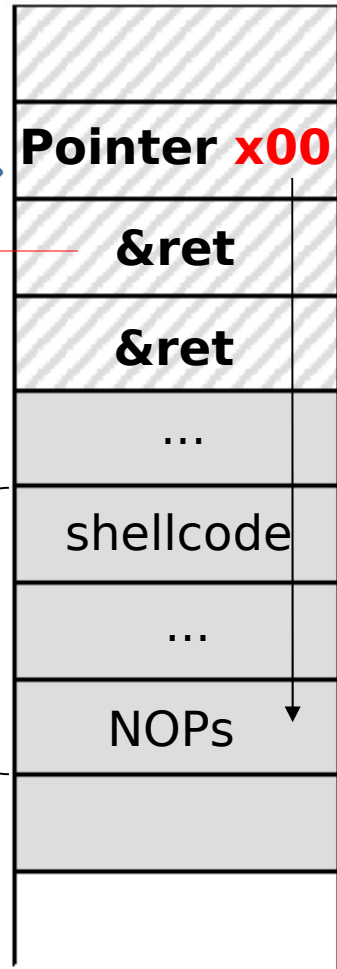 Pointer x00
&ret
&ret
...
shellcode
...
NOPs